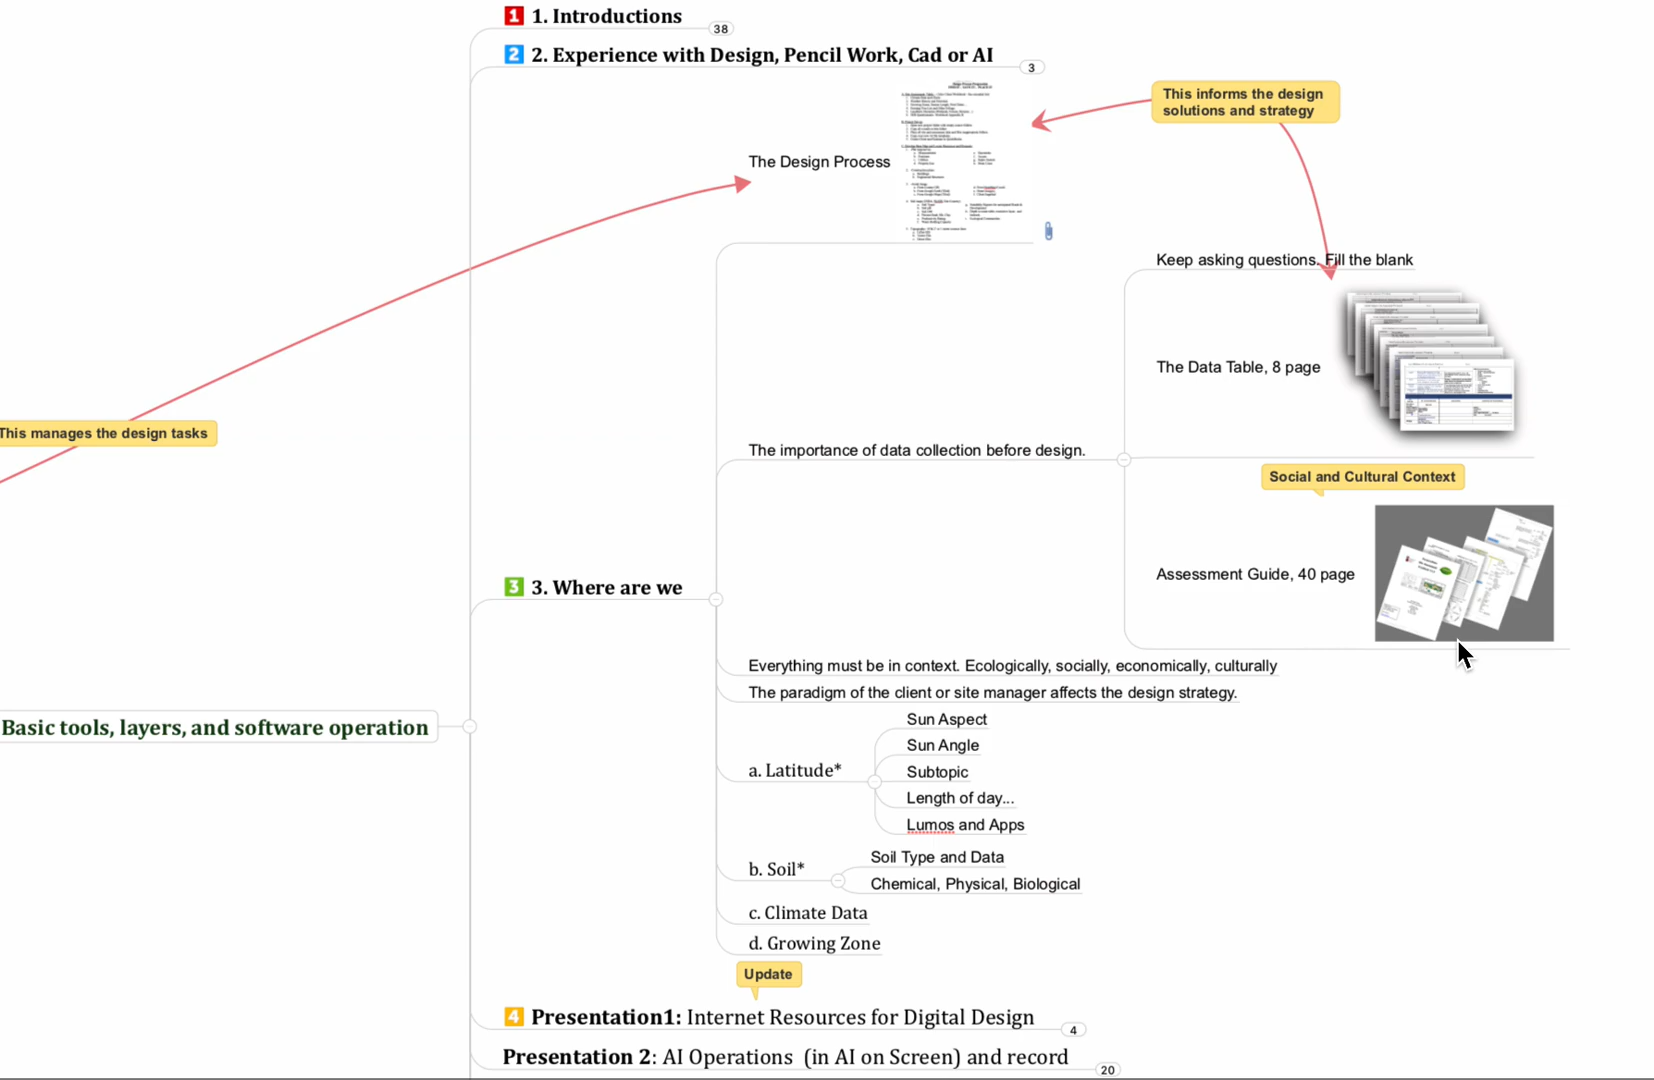 1 1. Introductions
38
2 2. Experience with Design, Pencil Work, Cad or AI
3
This informs the design
solutions and strategy
The Design Process
Keep asking questions. Fill the blank
The Data Table, 8 page
This manages the design tasks
The importance of data collection before design.
Social and Cultural Context
Assessment Guide, 40 page
3 3. Where are we
Everything must be in context. Ecologically, socially, economically, culturally
The paradigm of the client or site manager affects the design strategy.
Basic tools, layers, and software operation
Sun Aspect
Sun Angle
a. Latitude*
Subtopic
Length of day...
Lumos and Apps
b. Soil*
Soil Type and Data
Chemical, Physical, Biological
c. Climate Data
d. Growing Zone
Update
4 Presentation1: Internet Resources for Digital Design
4
Presentation 2: AI Operations (in AI on Screen) and record
20